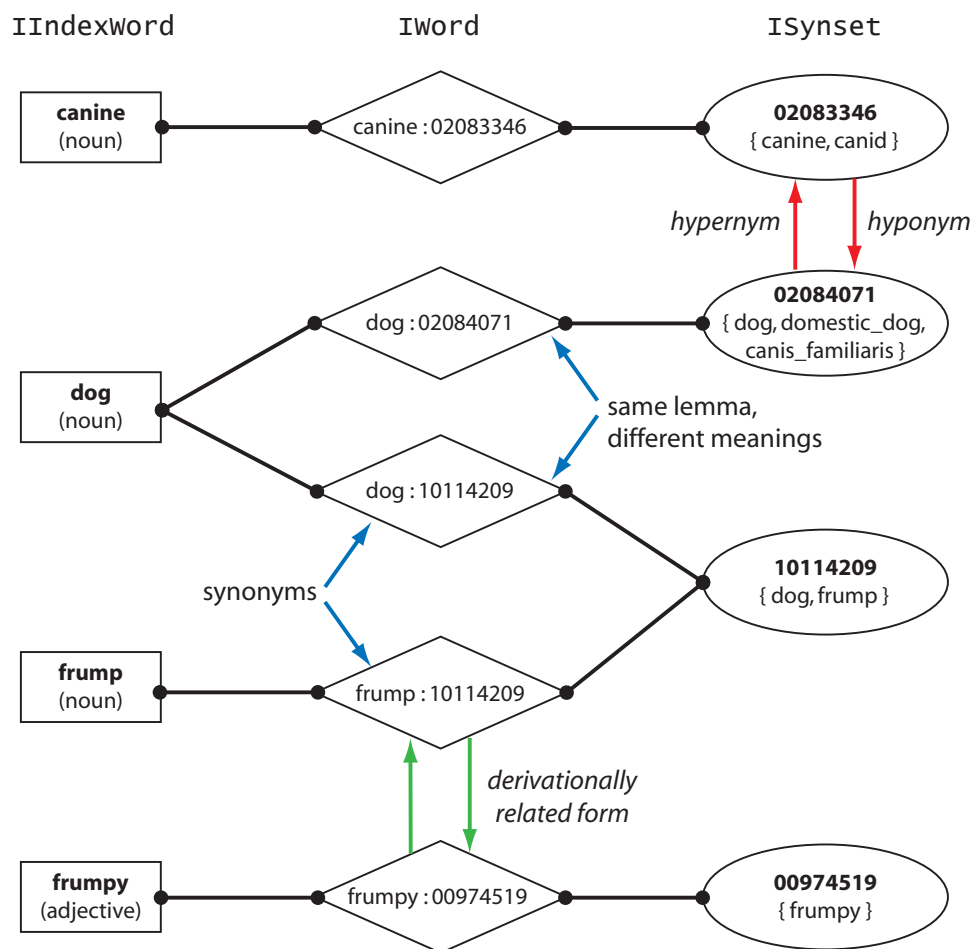 IIndexWord IWord ISynset
canine
(noun)
canine : 02083346
02083346
{ canine, canid }
hypernym hyponym
dog : 02084071
02084071
{ dog, domestic_dog,
canis_familiaris }
dog
(noun)
same lemma,
different meanings
dog : 10114209
synonyms
10114209
{ dog, frump }
frump
(noun)
frump : 10114209
derivationally
related form
frumpy
(adjective)
frumpy : 00974519
00974519
{ frumpy }